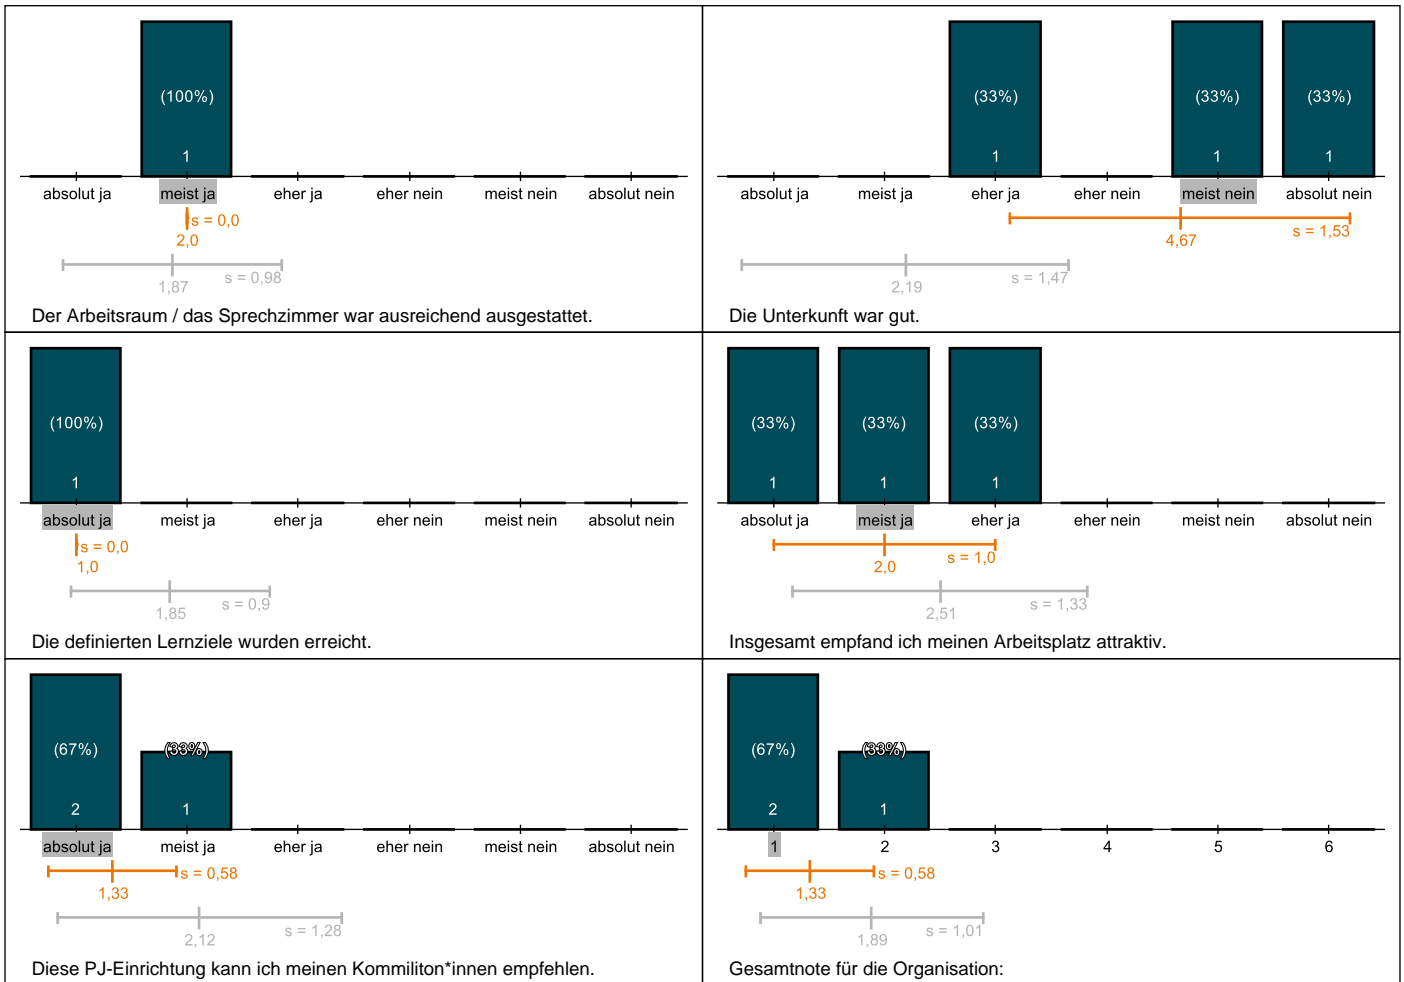 (100%)
1
absolut ja meist ja eher ja eher nein meist nein absolut nein
s = 0,0
2,0
s = 0,98
1,87
Der Arbeitsraum / das Sprechzimmer war ausreichend ausgestattet.
(33%) (33%) (33%)
1 1 1
absolut ja meist ja eher ja eher nein meist nein absolut nein
s = 1,53
4,67
s = 1,47
2,19
Die Unterkunft war gut.
(100%)
1
absolut ja meist ja eher ja eher nein meist nein absolut nein
s = 0,0
1,0
s = 0,9
1,85
Die definierten Lernziele wurden erreicht.
(33%) (33%) (33%)
1 1 1
absolut ja meist ja eher ja eher nein meist nein absolut nein
s = 1,0
2,0
s = 1,33
2,51
Insgesamt empfand ich meinen Arbeitsplatz attraktiv.
(67%) (33%)
2 1
absolut ja meist ja eher ja eher nein meist nein absolut nein
s = 0,58
1,33
s = 1,28
2,12
Diese PJ-Einrichtung kann ich meinen Kommiliton*innen empfehlen.
(67%) (33%)
2 1
1 2 3 4 5 6
s = 0,58
1,33
s = 1,01
1,89
Gesamtnote für die Organisation: